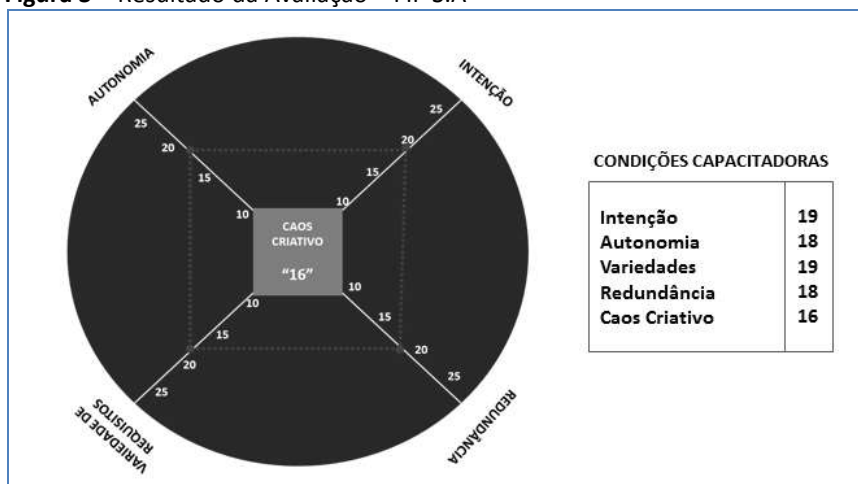 Figura 3 – Resultado da Avaliação – MP S.A
AUTONOMIA
INTENÇÃO
25
25
20
20
15
15
10
10
CAOS
CRIATIVO
"16"
10
10
15
15
20
20
25
25
VARIEDADE DE
REQUISITOS
REDUNDÂNCIA
CONDIÇÕES CAPACITADORAS
Intenção 19
Autonomia 18
Variedades 19
Redundância 18
Caos Criativo 16